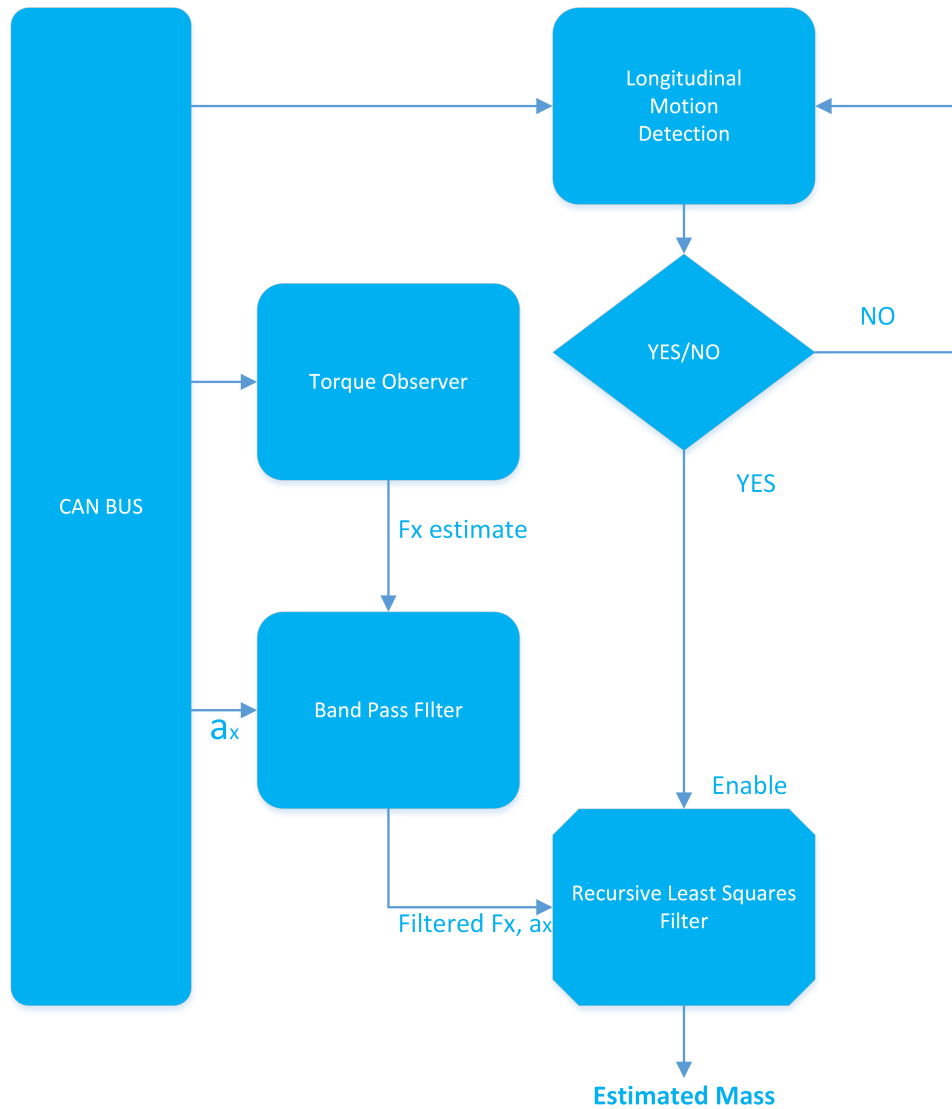 Longitudinal
Motion
Detection
NO
YES/NO
Torque Observer
YES
CAN BUS
Fx estimate
Band Pass FIlter
ax
Enable
Recursive Least Squares
Filter
Filtered Fx, ax
Estimated Mass